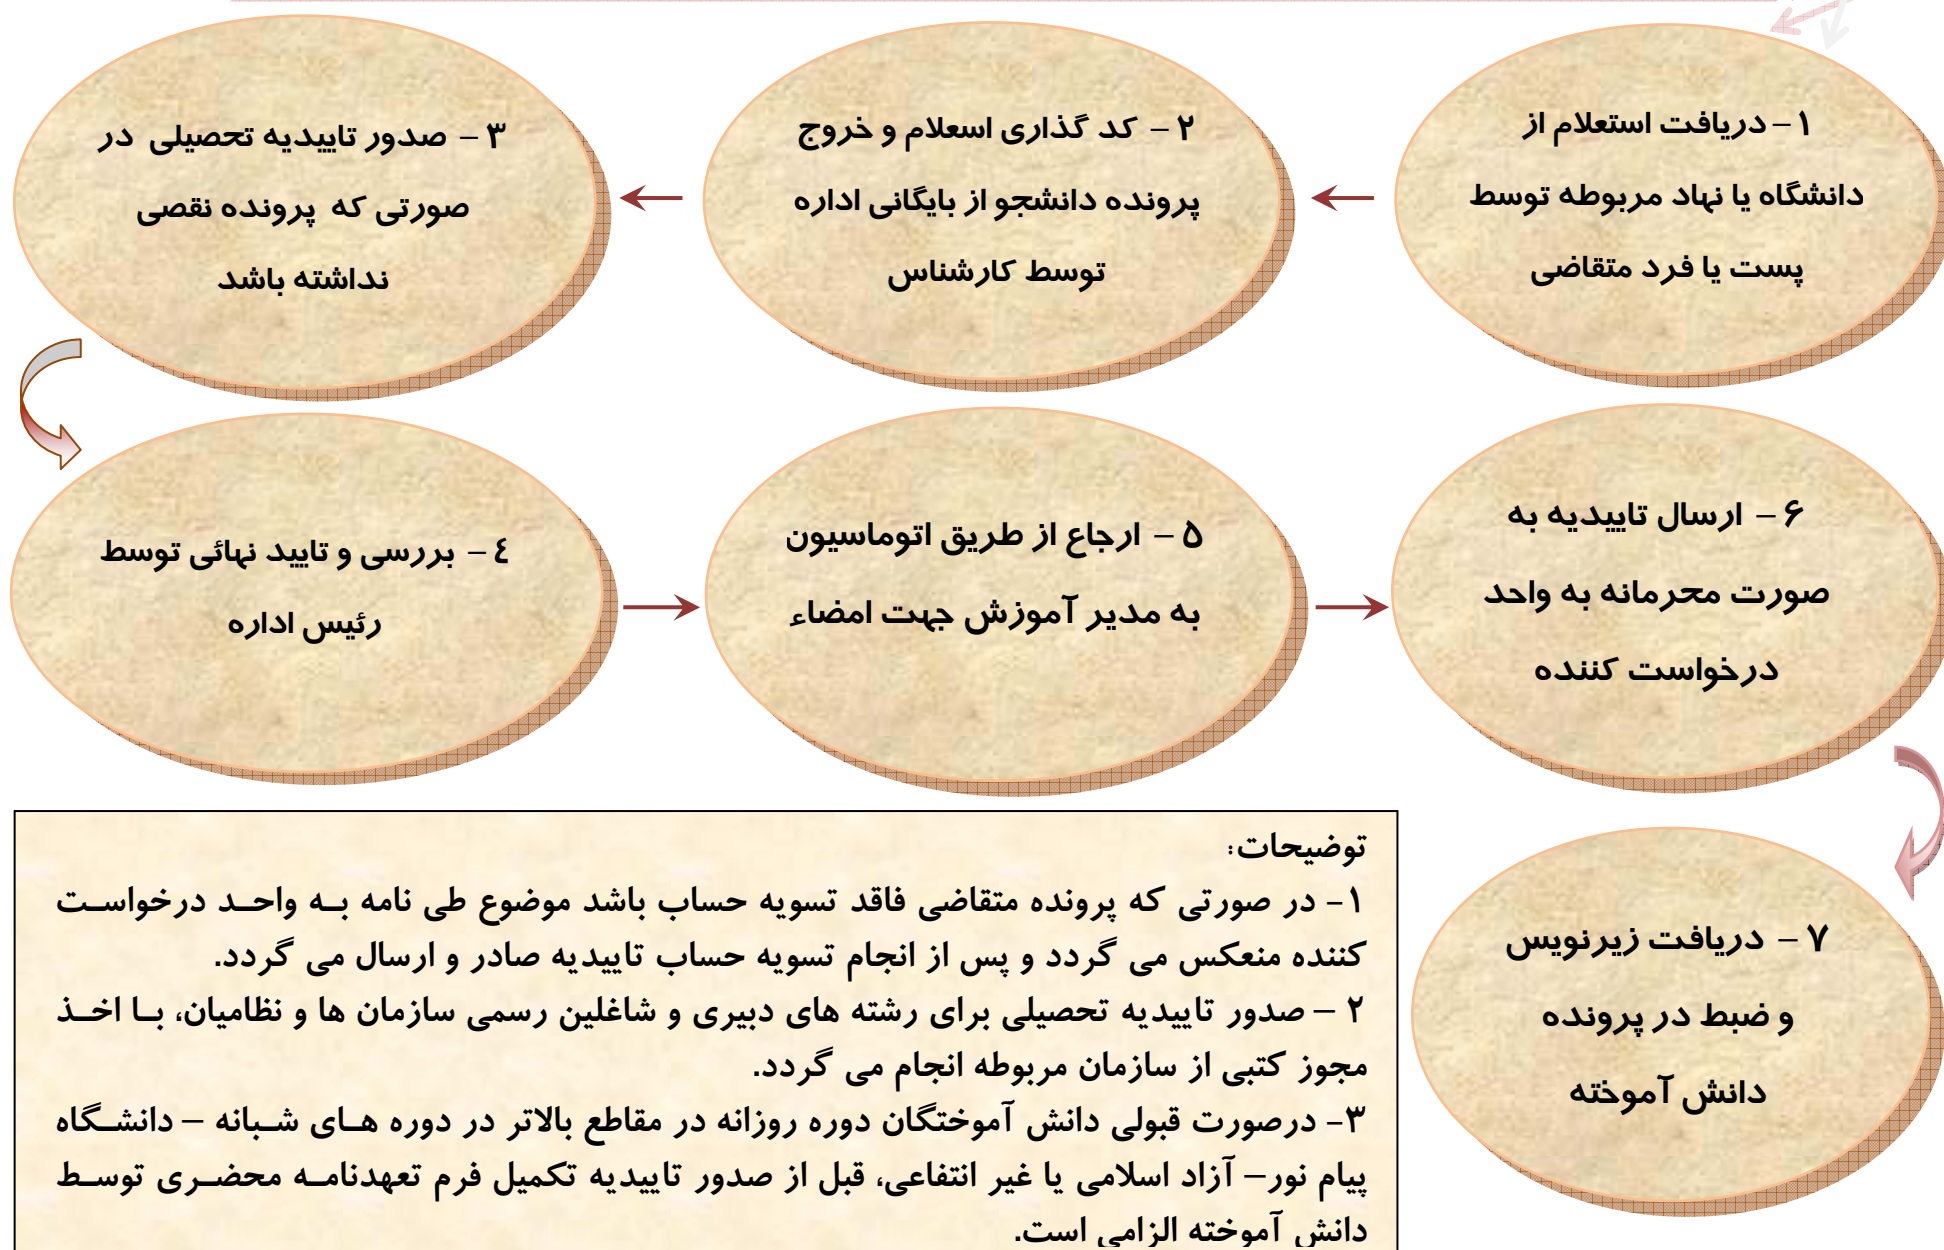 ۱– دریافت استعلام از
دانشگاه یا نهاد مربوطه توسط
پست یا فرد متقاضی
۲ – کد گذاری اسعلام و خروج
پرونده دانشجو از بایگانی اداره
توسط کارشناس
۳ – صدور تاییدیه تحصیلی در
صورتی که پرونده نقصی
نداشته باشد
٤ – بررسی و تایید نهائی توسط
رئیس اداره
۵ – ارجاع از طریق اتوماسیون
به مدیر آموزش جهت امضاء
۶ – ارسال تاییدیه به
صورت محرمانه به واحد
درخواست کننده
۷ – دریافت زیرنویس
و ضبط در پرونده
دانش آموخته
توضیحات:
۱- در صورتی که پرونده متقاضی فاقد تسویه حساب باشد موضوع طی نامه بـه واحـد درخواسـت
کننده منعکس می گردد و پس از انجام تسویه حساب تاییدیه صادر و ارسال می گردد.
۲ – صدور تاییدیه تحصیلی برای رشته های دبیری و شاغلین رسمی سازمان ها و نظامیان، بـا اخـذ
مجوز کتبی از سازمان مربوطه انجام می گردد.
۳- درصورت قبولی دانش آموختگان دوره روزانه در مقاطع بالاتر در دوره هـای شـبانه – دانشـگاه
پیام نور– آزاد اسلامی یا غیر انتفاعی، قبل از صدور تاییدیه تکمیل فرم تعهدنامـه محضـری توسـط
دانش آموخته الزامی است.